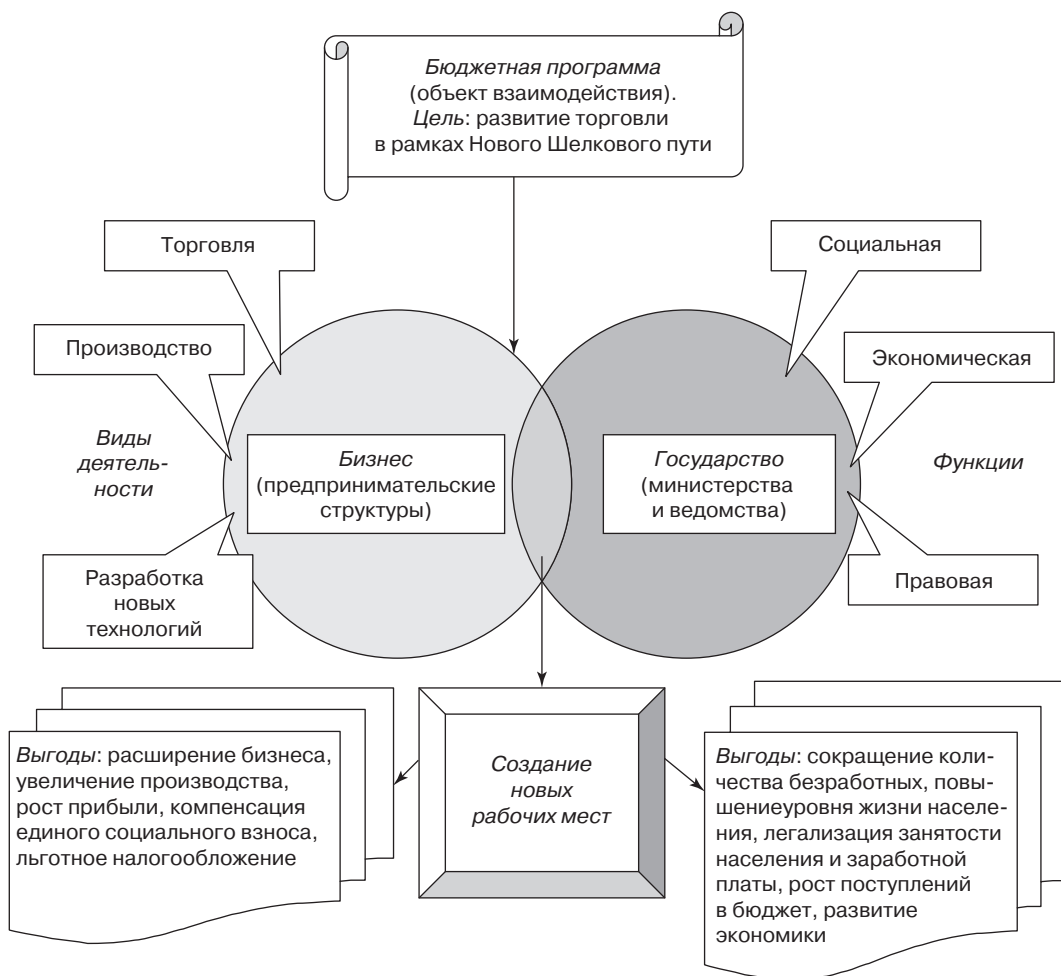 Бюджетная программа
(объект взаимодействия).
Цель: развитие торговли
в рамках Нового Шелкового пути
Торговля
Социальная
Производство
Экономическая
Виды
деятель-
ности
Бизнес
(предпринимательские
структуры)
Государство
(министерства
и ведомства)
Функции
Разработка
новых
технологий
Правовая
Выгоды: расширение бизнеса,
увеличение производства,
рост прибыли, компенсация
единого социального взноса,
льготное налогообложение
Создание
новых
рабочих мест
Выгоды: сокращение коли-
чества безработных, повы-
шениеуровня жизни населе-
ния, легализация занятости
населения и заработной
платы, рост поступлений
в бюджет, развитие
экономики